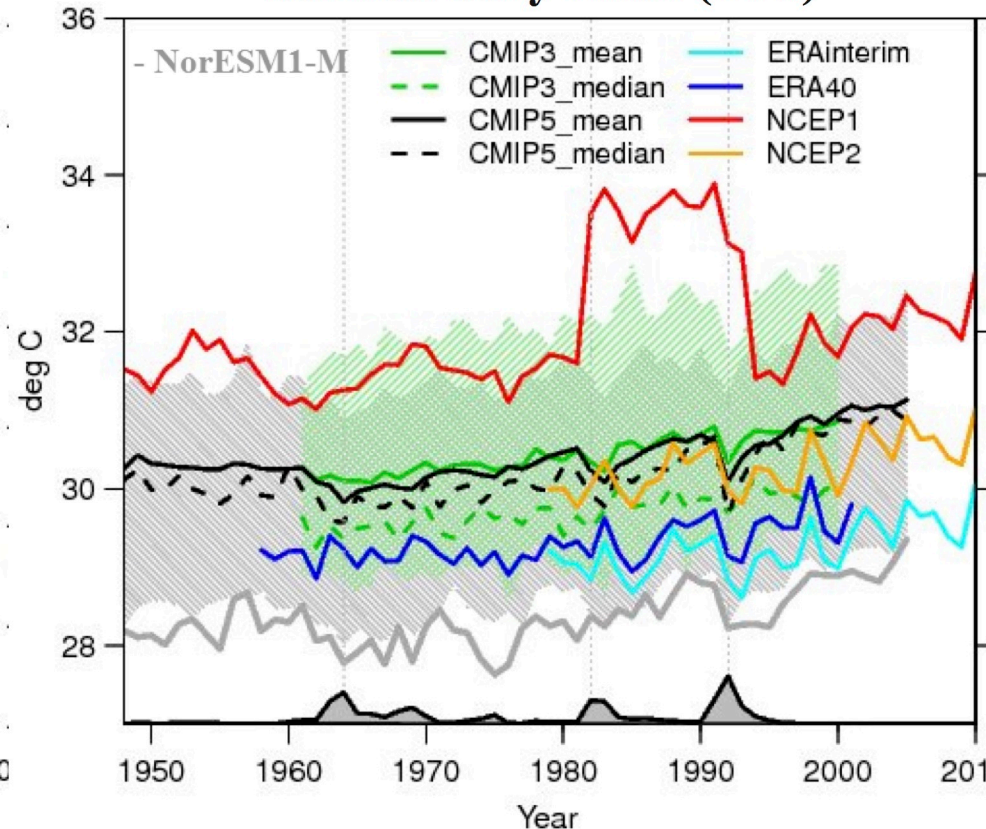 36
- NorESM1-M
CMIP3_mean
CMIP3_median
CMIP5_mean
CMIP5_median
ERAinterim
ERA40
NCEP1
NCEP2
34
32
30
28
deg C
1950 1960 1970 1980 1990 2000 201
Year